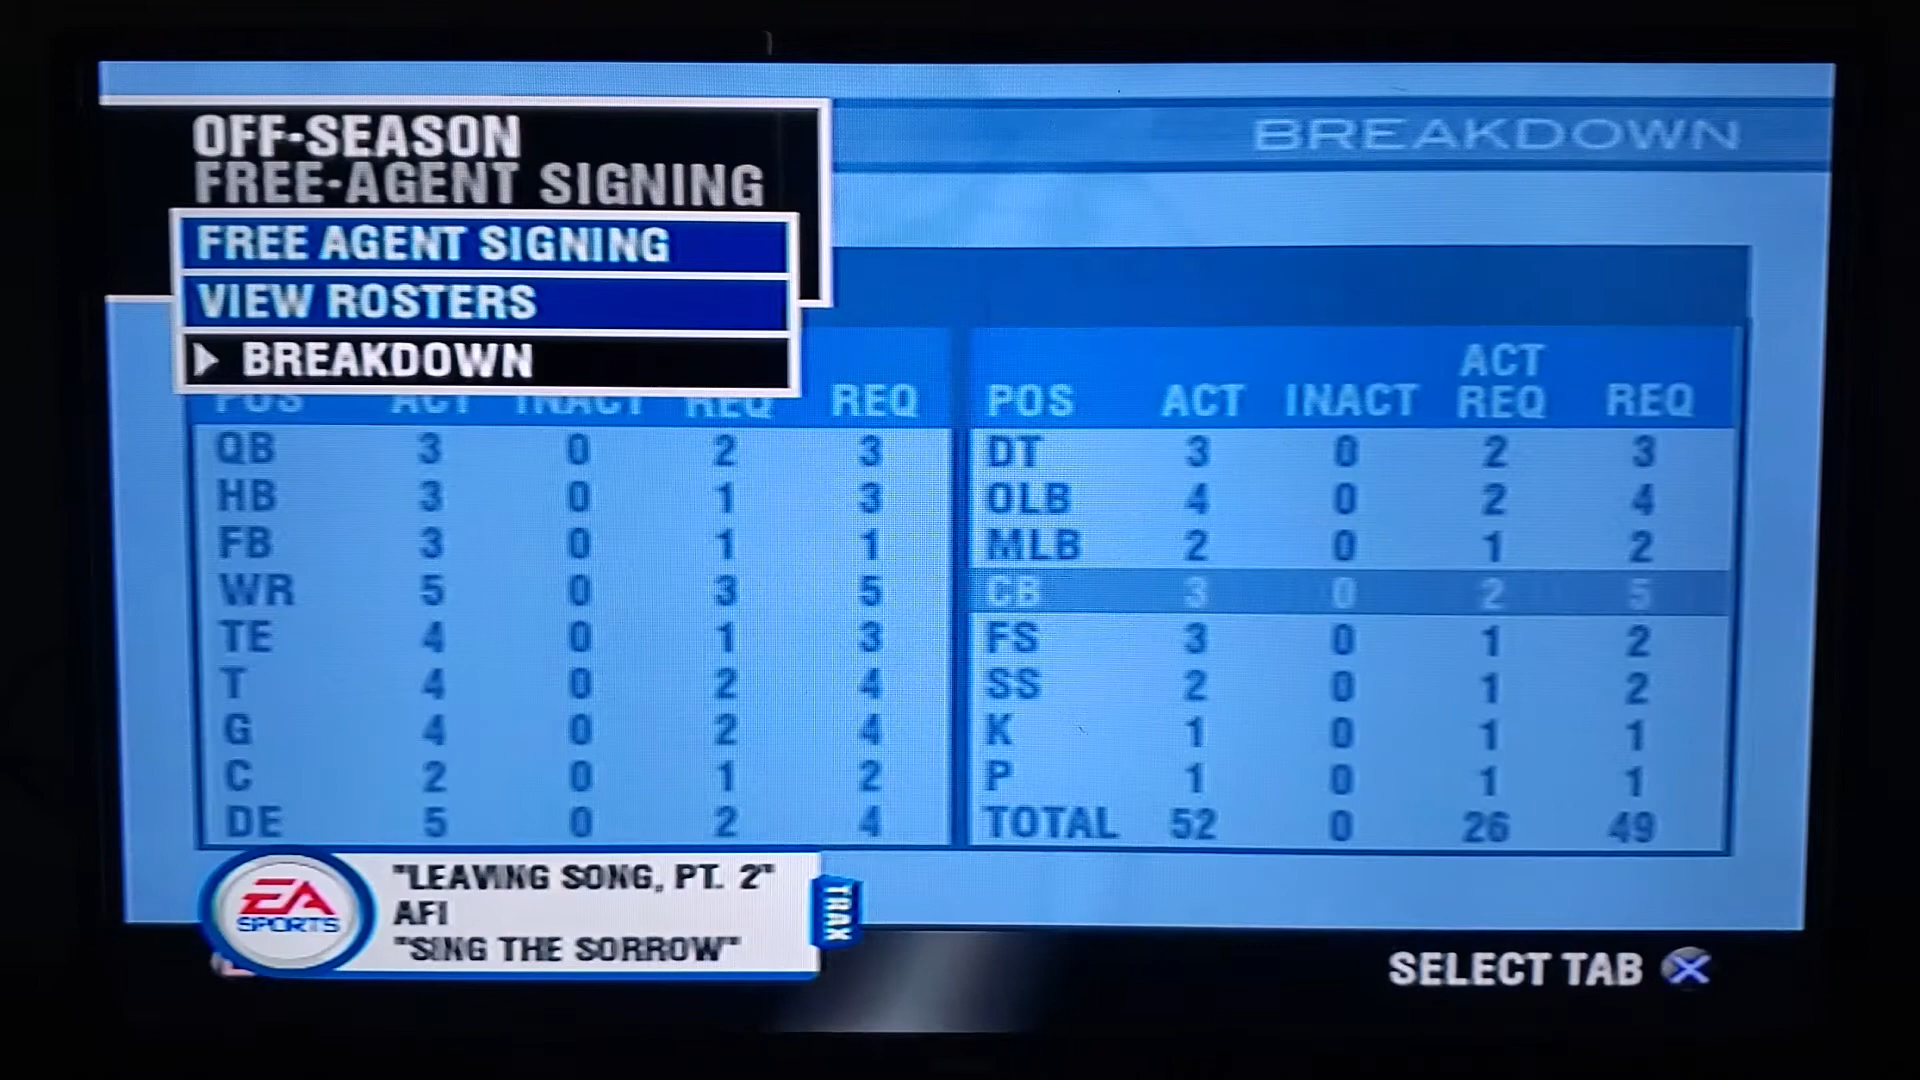 OFF-SEASON
FREE-AGENT SIGNING
FREE AGENT SIGNING
VIEW ROSTERS
BREAKDOWN
BREAKDOWN
POS ACT INACT REQ REQ
QB 3 0 2 3
HB 3 0 1 3
FB 3 0 1 1
WR 5 0 3 5
TE 4 0 1 3
T 4 0 2 4
G 4 0 2 4
C 2 0 1 2
DE 5 0 2 4
ACT
POS ACT INACT REQ REQ
DT 3 0 2 3
OLB 4 0 2 4
MLB 2 0 1 2
CB 3 0 2 5
FS 3 0 1 2
SS 2 0 1 2
K 1 0 1 1
P 1 0 1 1
TOTAL 52 0 26 49
EA
SPORTS
"LEAVING SONG, PT. 2"
AFI
"SING THE SORROW"
TRAX
SELECT TAB